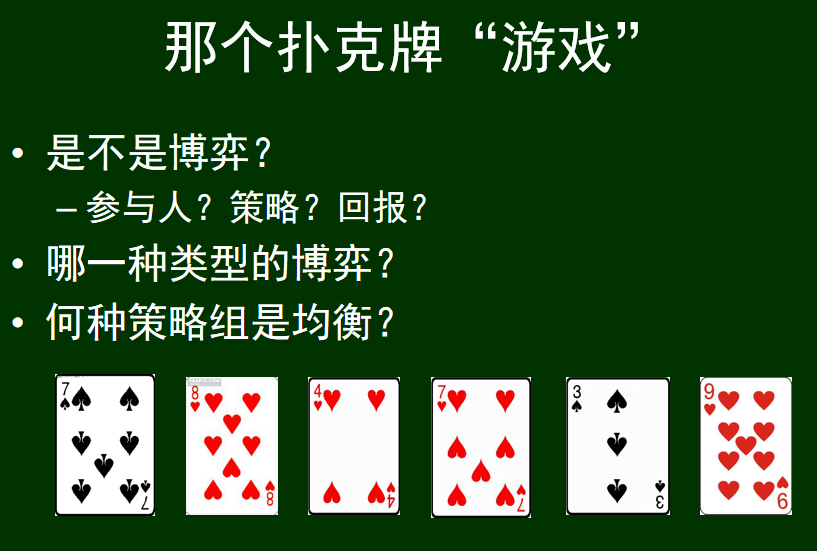 那个扑克牌“游戏”
• 是不是博弈?
– 参与人?策略?回报?
• 哪一种类型的博弈?
• 何种策略组是均衡?
7 8 4 7 3 9
7 8 4 7 3 9